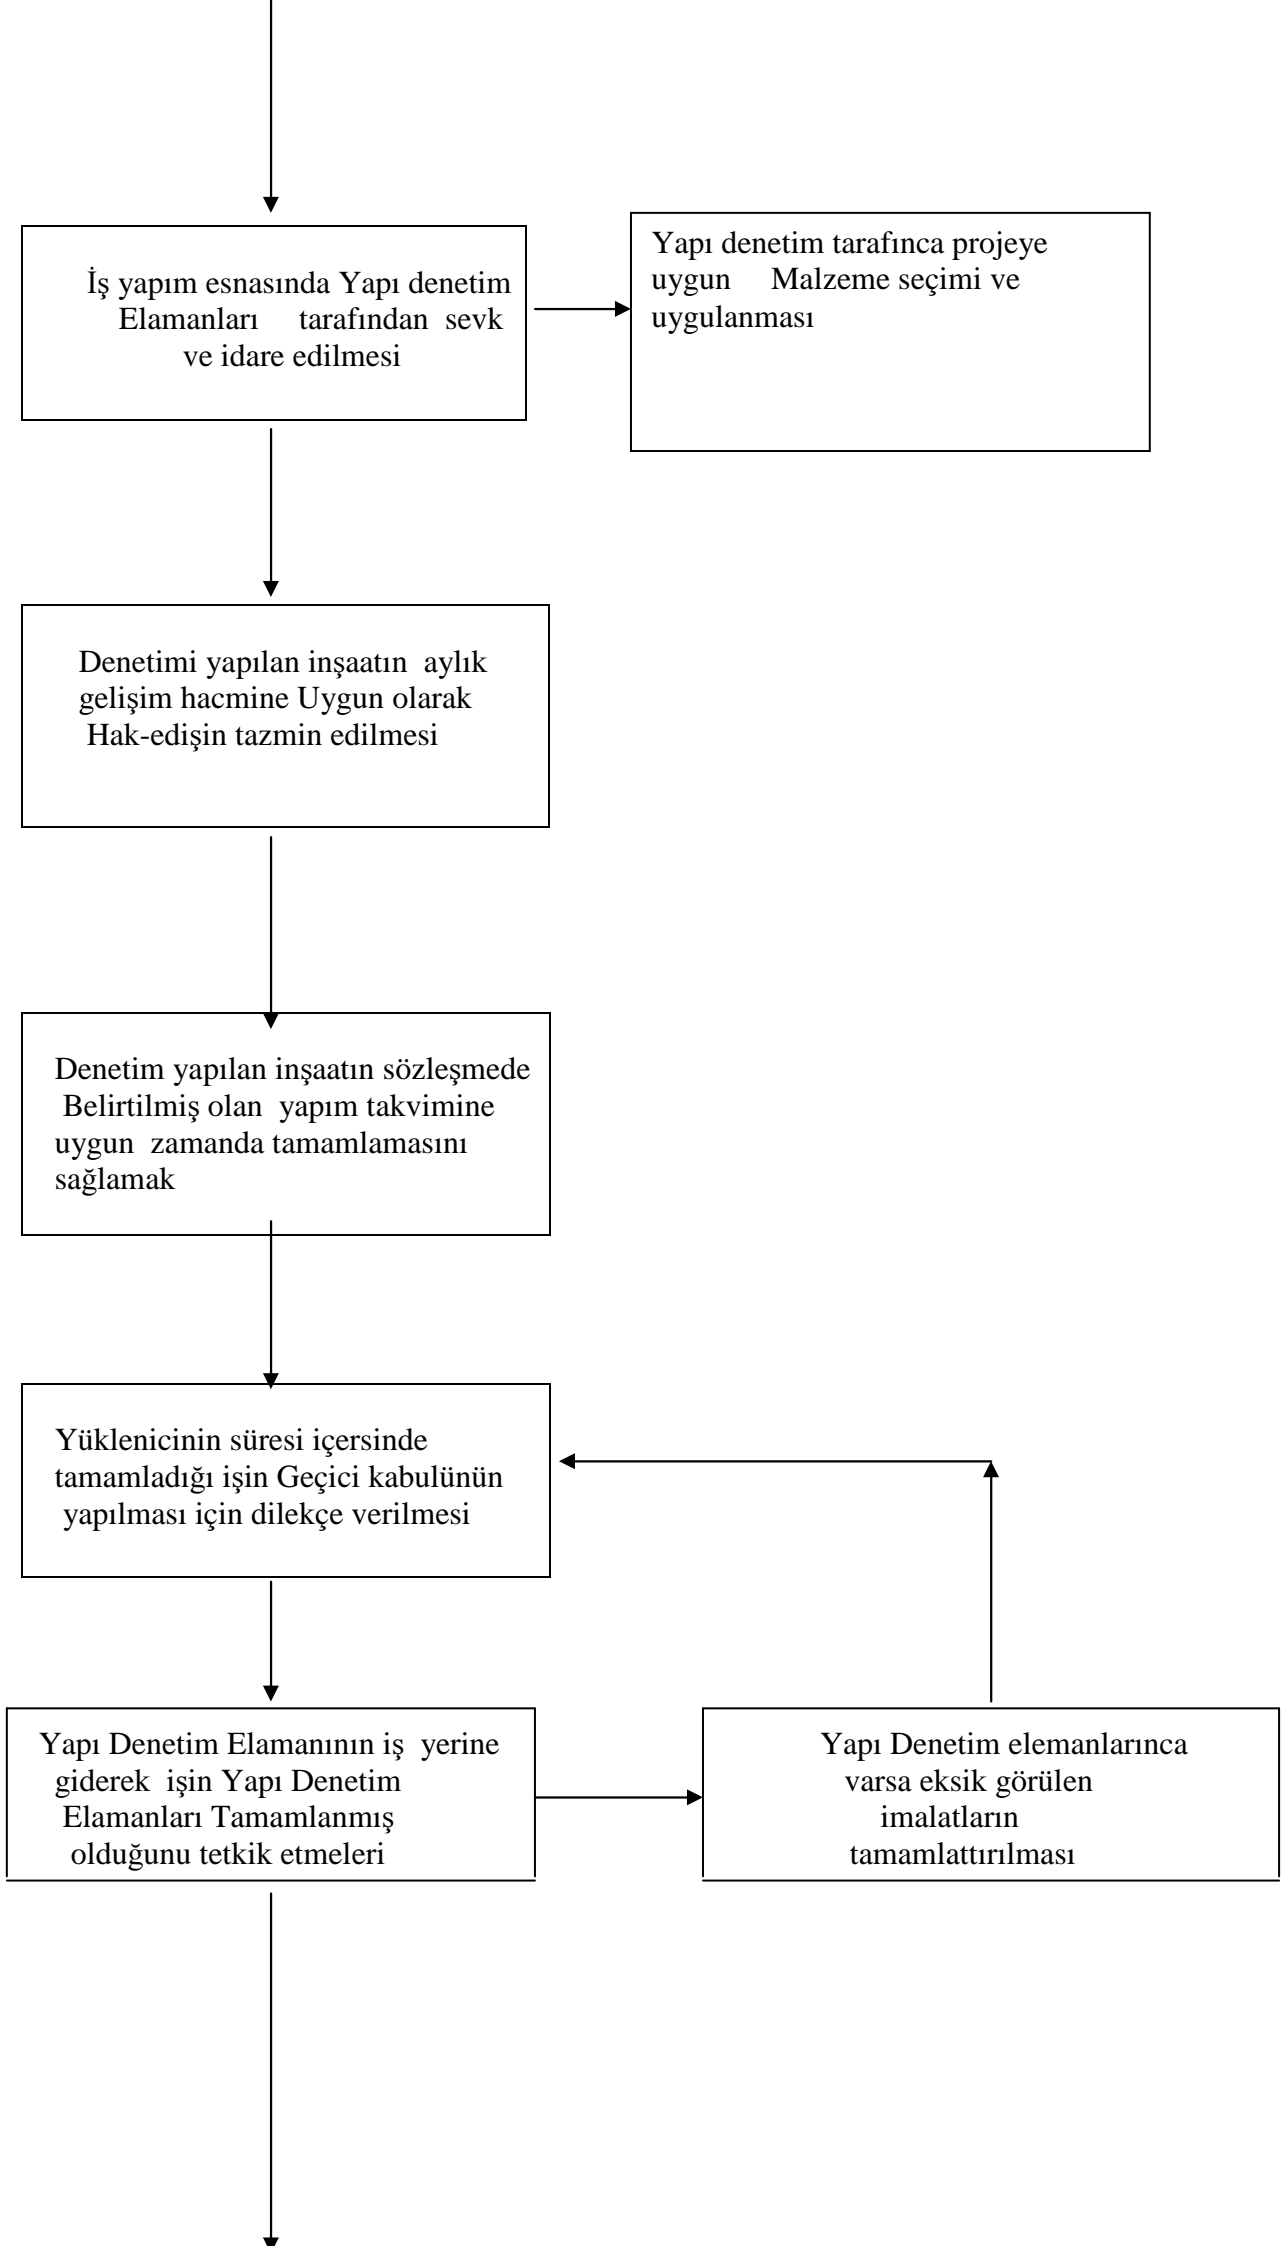 İş yapım esnasında Yapı denetim
Elamanları tarafından sevk
ve idare edilmesi
Yapı denetim tarafınca projeye
uygun Malzeme seçimi ve
uygulanması
Denetimi yapılan inşaatın aylık
gelişim hacmine Uygun olarak
Hak-edişin tazmin edilmesi
Denetim yapılan inşaatın sözleşmede
Belirtilmiş olan yapım takvimine
uygun zamanda tamamlamasını
sağlamak
Yüklenicinin süresi içersinde
tamamladığı işin Geçici kabulünün
yapılması için dilekçe verilmesi
Yapı Denetim Elamanının iş yerine
giderek işin Yapı Denetim
Elamanları Tamamlanmış
olduğunu tetkik etmeleri
Yapı Denetim elemanlarınca
varsa eksik görülen
imalatların
tamamlattırılması